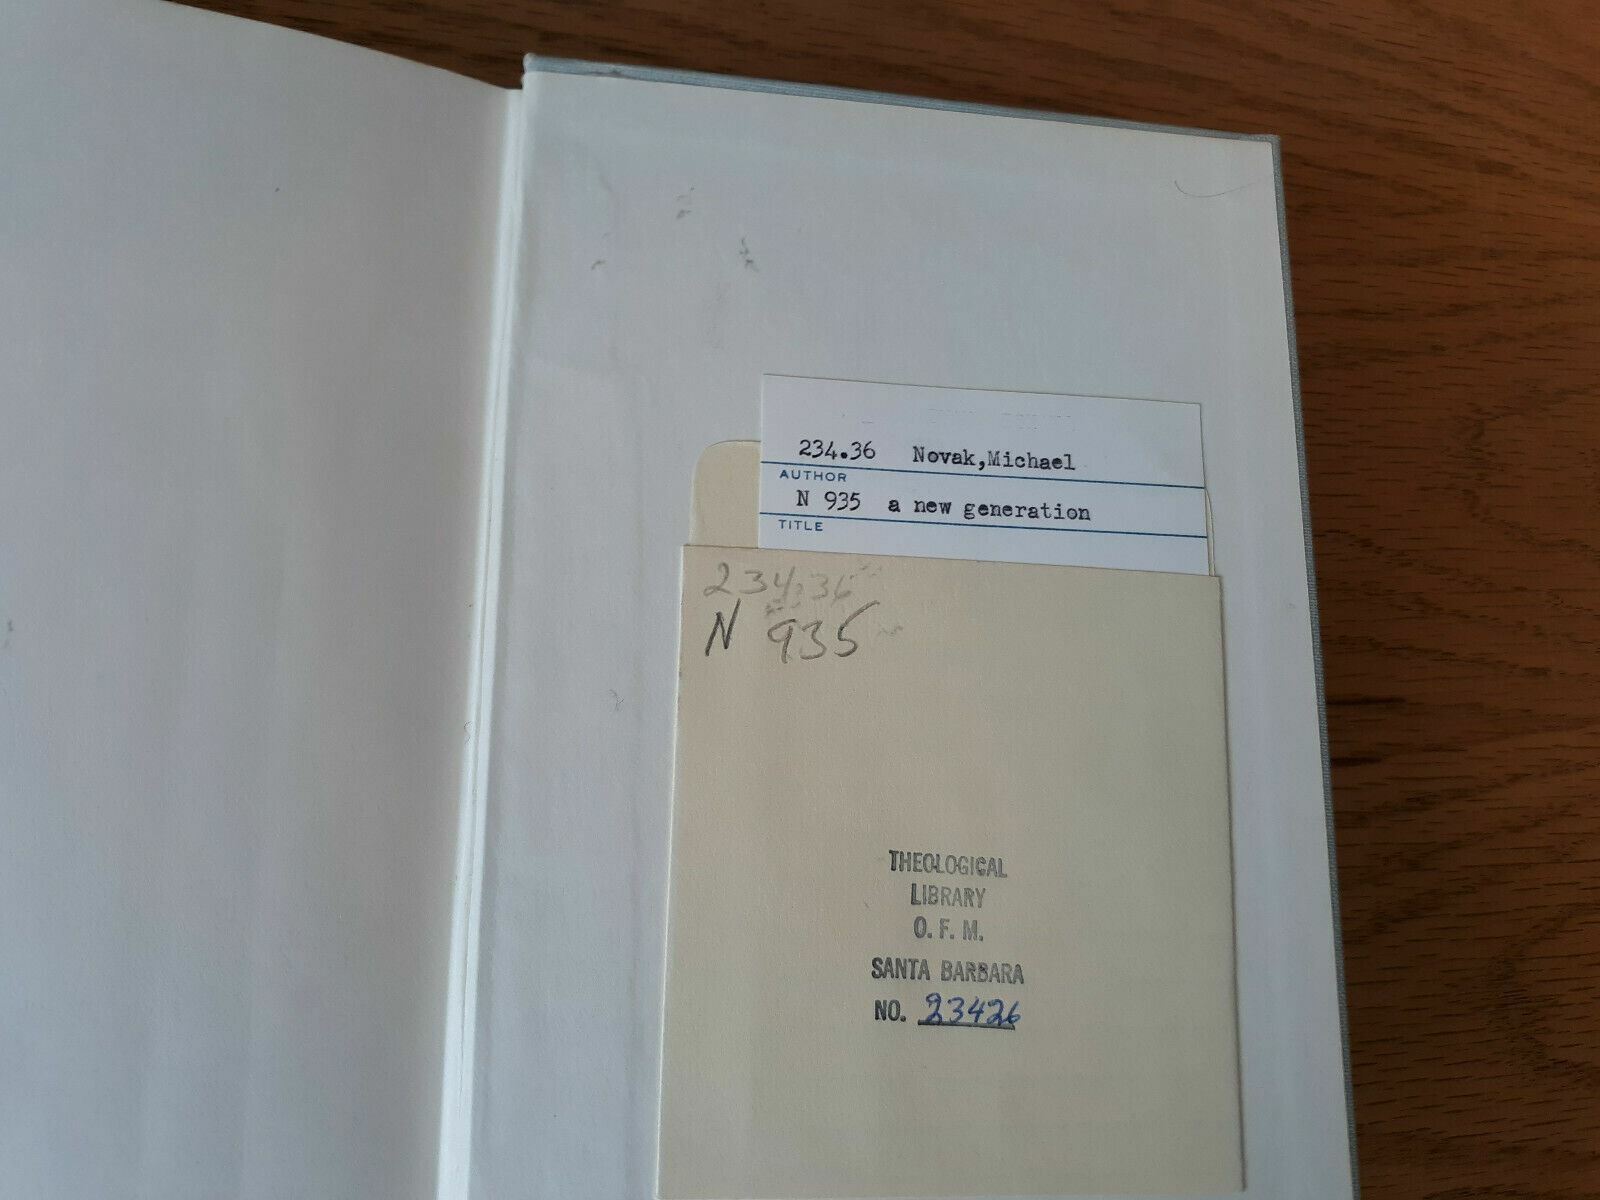 234.36 Novak,Michael
AUTHOR
N 935 a new generation
TITLE
234.36
N 935
THEOLOGICAL
LIBRARY
O. F. M.
SANTA BARBARA
NO. 23426